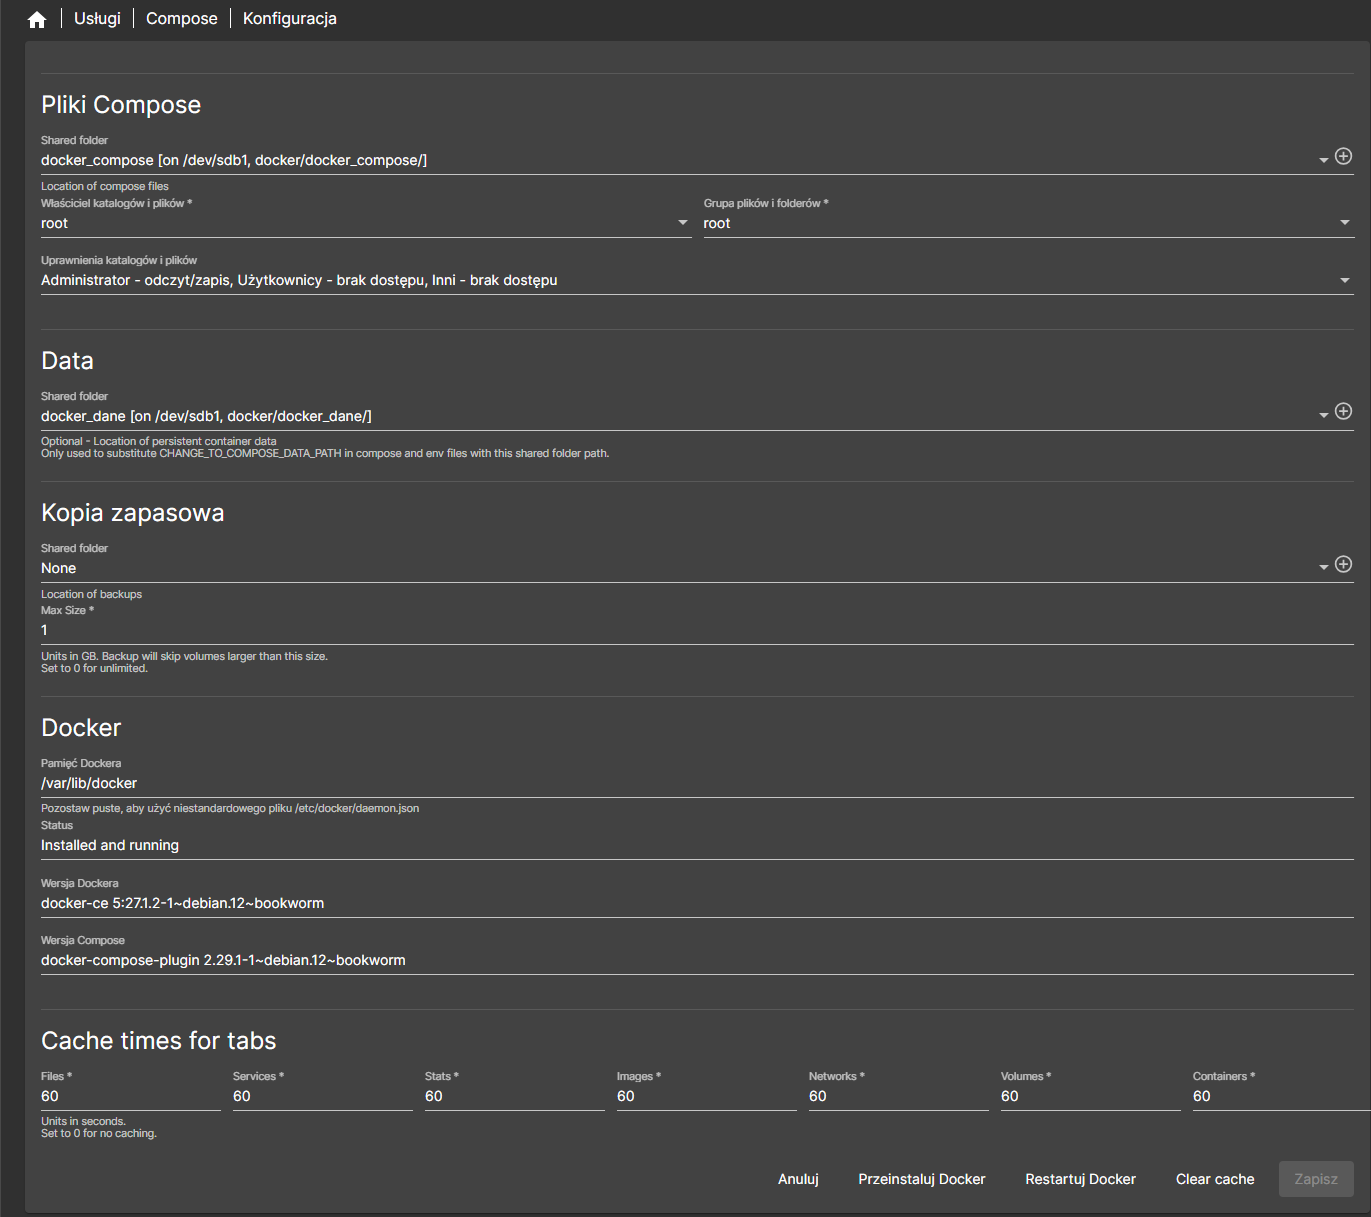 Usługi
Compose
Konfiguracja
Pliki Compose
Shared folder
docker_compose [on /dev/sdb1, docker/docker_compose/]
Location of compose files
Właściciel katalogów i plików *
Grupa plików i folderów *
root
root
Uprawnienia katalogów i plików
Administrator - odczyt/zapis, Użytkownicy - brak dostępu, Inni - brak dostępu
Data
Shared folder
docker_dane [on /dev/sdb1, docker/docker_dane/]
Optional - Location of persistent container data
Only used to substitute CHANGE_TO_COMPOSE_DATA_PATH in compose and env files with this shared folder path.
Kopia zapasowa
Shared folder
None
Location of backups
Max Size *
1
Units in GB. Backup will skip volumes larger than this size.
Set to 0 for unlimited.
Docker
Pamięć Dockera
/var/lib/docker
Pozostaw puste, aby użyć niestandardowego pliku /etc/docker/daemon.json
Status
Installed and running
Wersja Dockera
docker-ce 5:27.1.2-1~debian.12~bookworm
Wersja Compose
docker-compose-plugin 2.29.1-1~debian.12~bookworm
Cache times for tabs
Files *
Services *
Stats *
Images *
Networks *
Volumes *
Containers *
60
60
60
60
60
60
60
Units in seconds.
Set to 0 for no caching.
Anuluj
Przeinstaluj Docker
Restartuj Docker
Clear cache
Zapisz